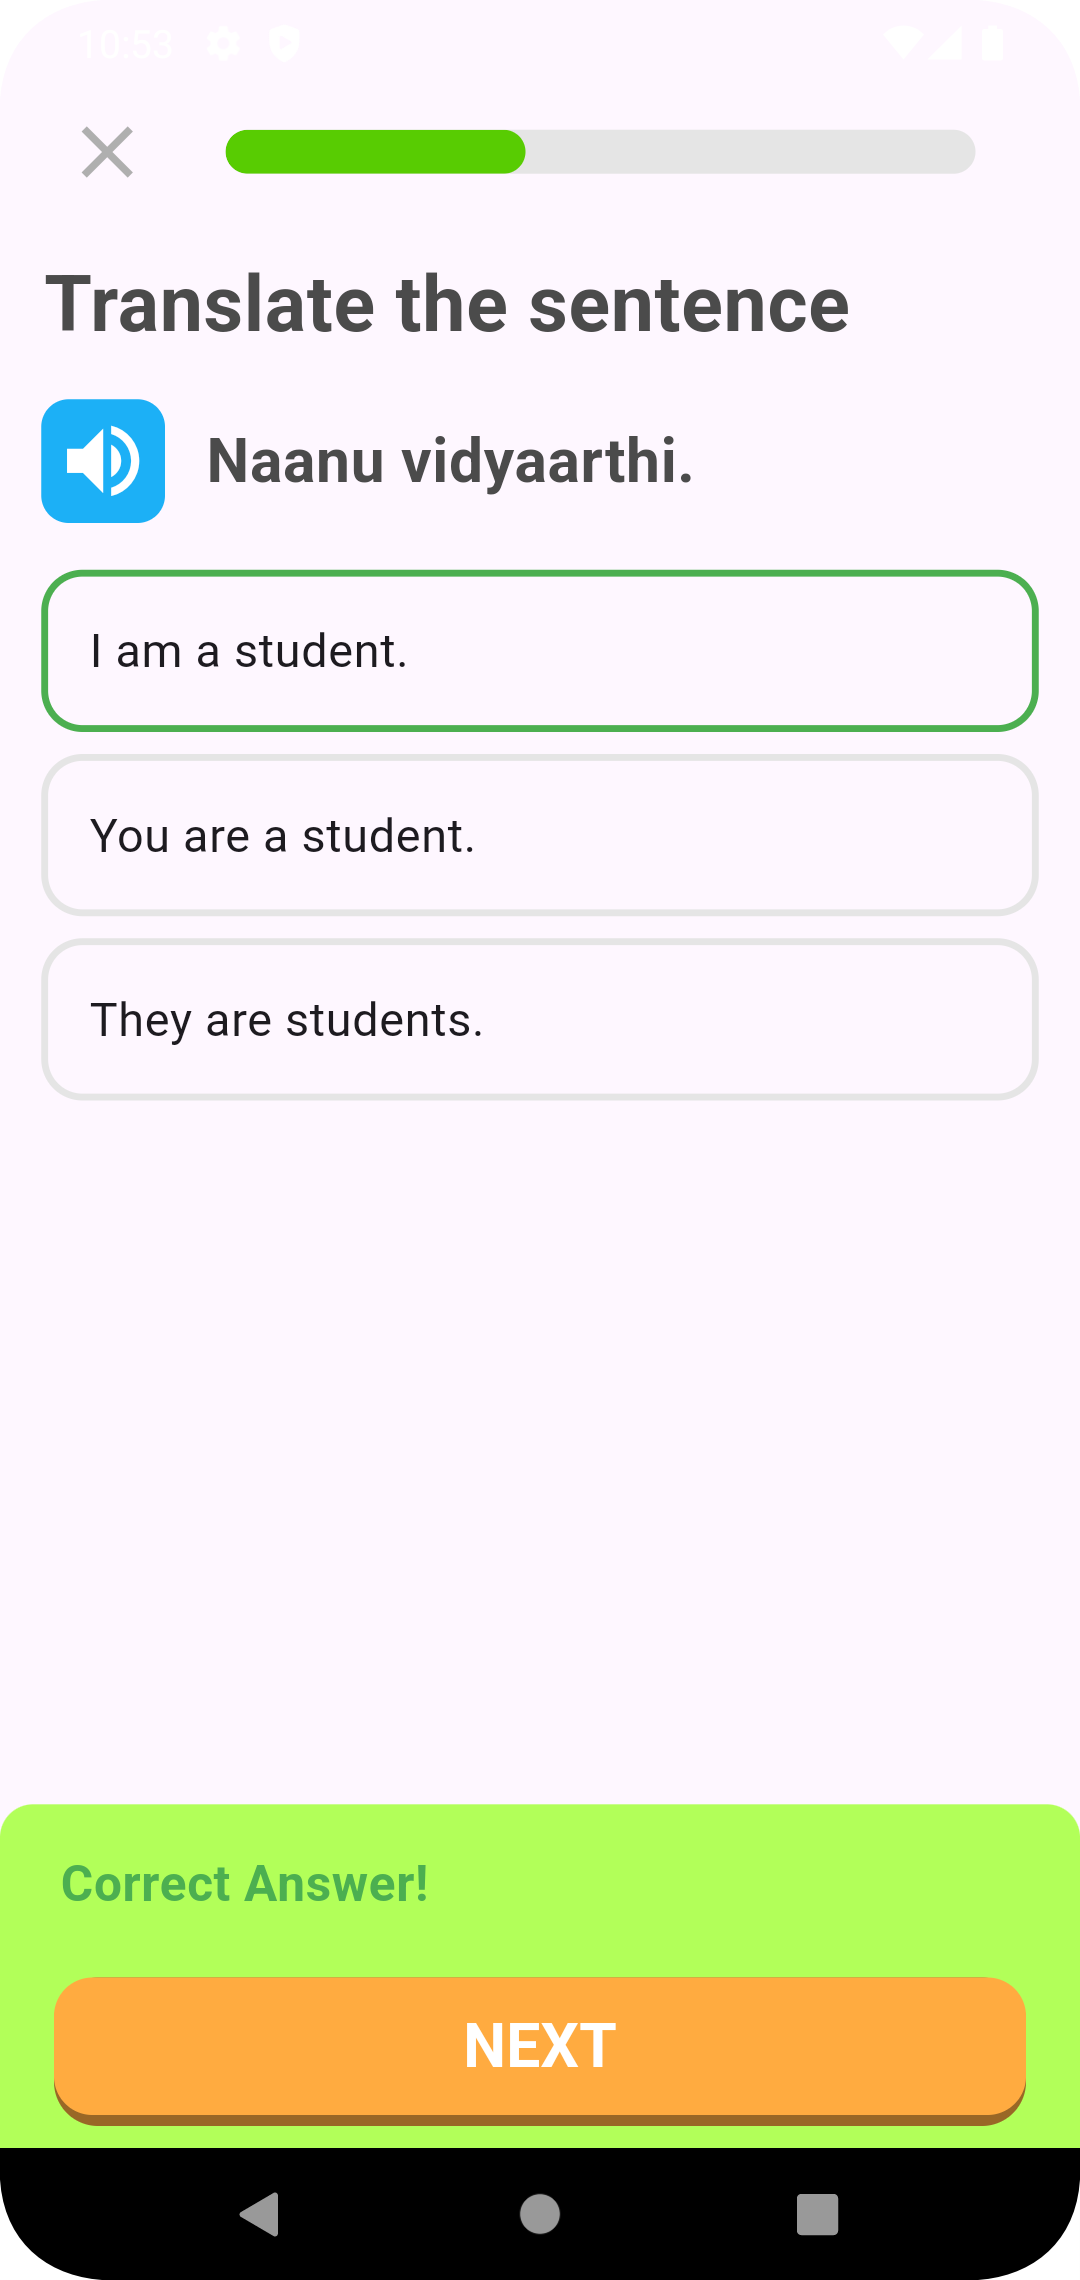 10:53
Translate the sentence
Naanu vidyaarthi.
I am a student.
You are a student.
They are students.
Correct Answer!
NEXT